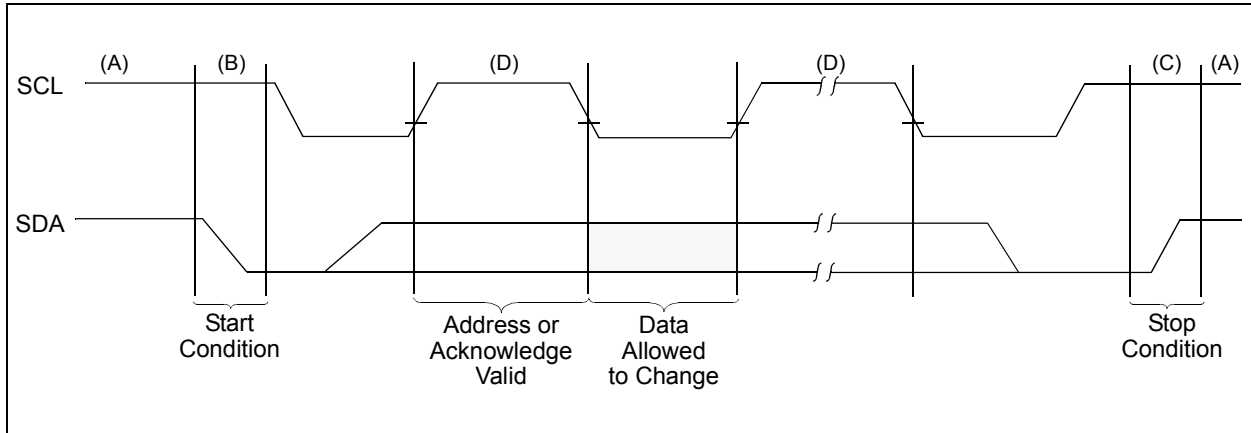 (A) (B) (D) (D) (C) (A)
SCL
SDA
Start
Condition
Address or
Acknowledge
Valid
Data
Allowed
to Change
Stop
Condition